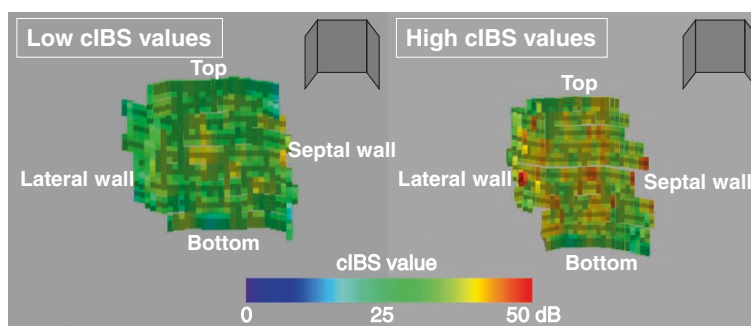 Low cIBS values
Top
Septal wall
Lateral wall
Bottom
High cIBS values
Top
Lateral wall
Septal wall
Bottom
cIBS value
0 25 50 dB